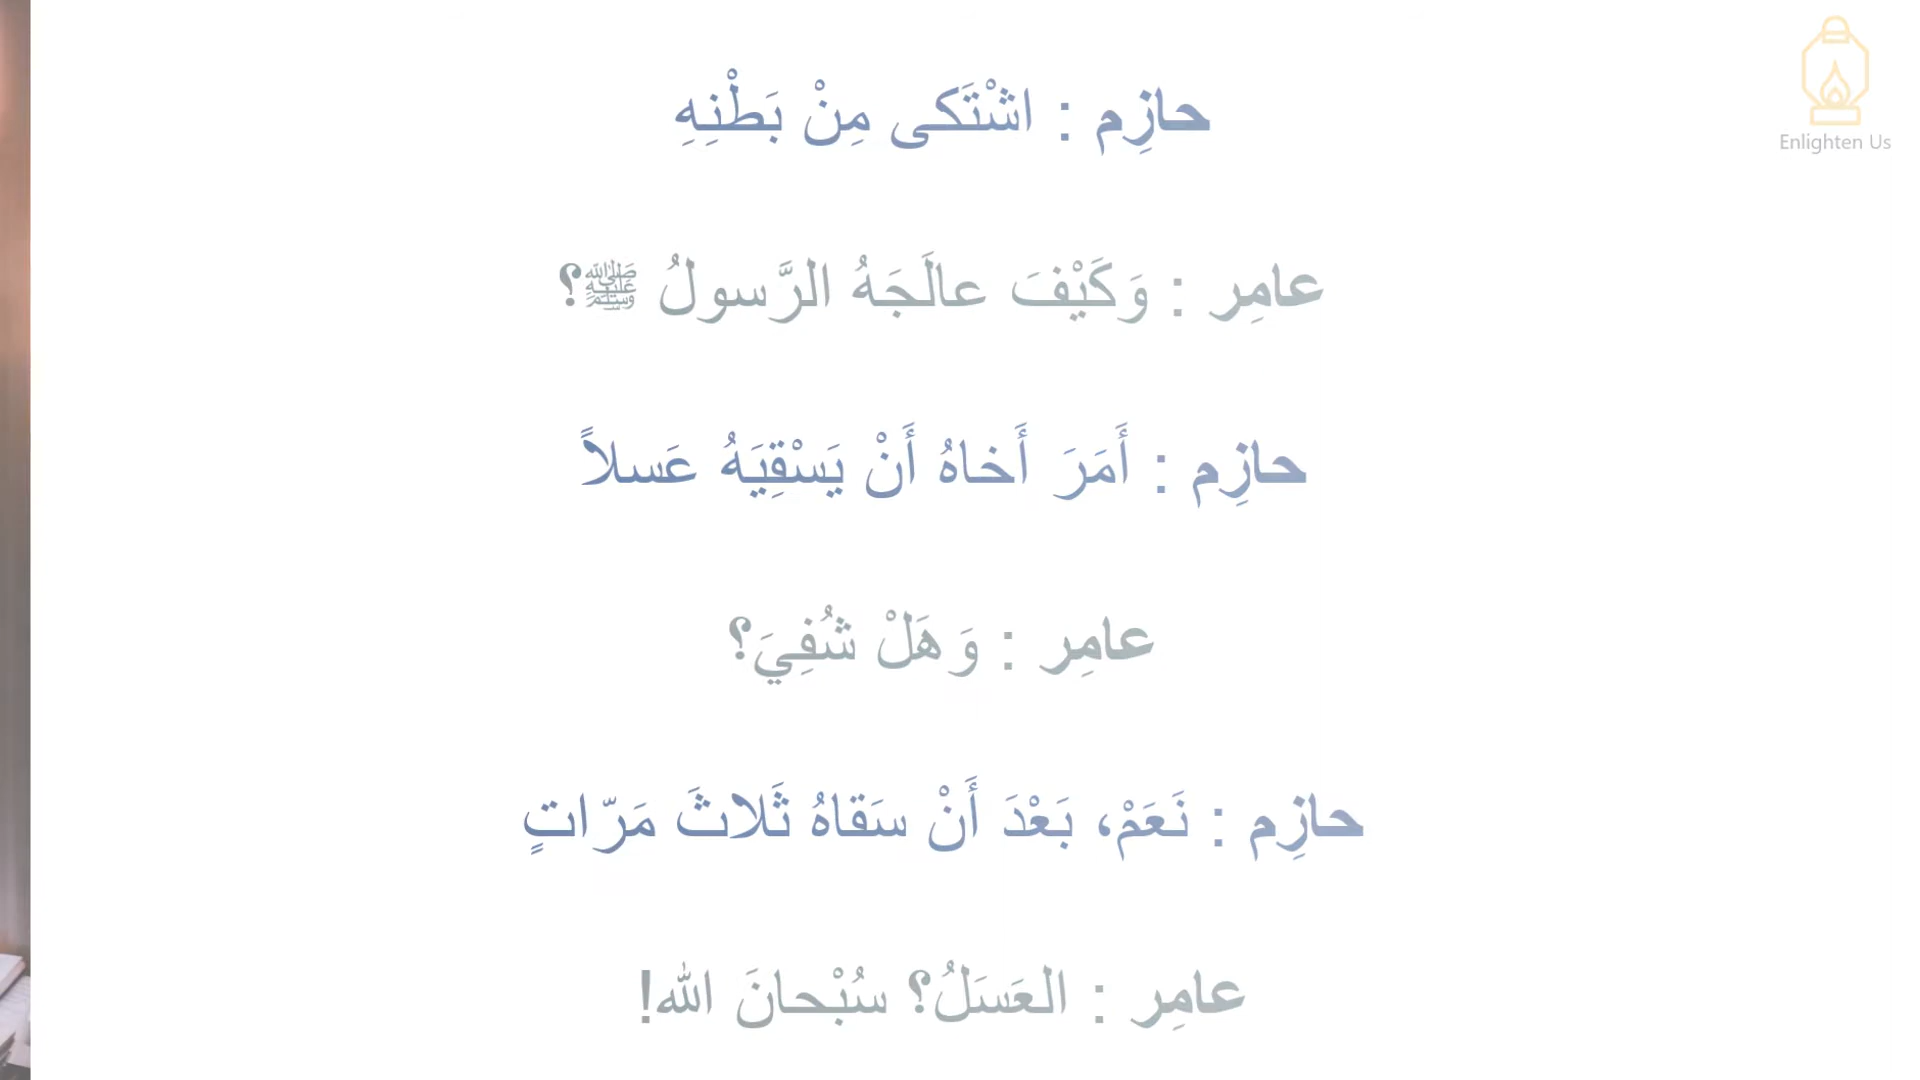 حازِم : اشْتَكى مِنْ بَطْنِهِ
عامِر : وَكَيْفَ عالَجَهُ الرَّسولُ ﷺ؟
حازِم : أَمَرَ أَخاهُ أَنْ يَسْقِيَهُ عَسلاً
عامِر : وَ هَلْ شُفِيَ؟
حازِم : نَعَمْ، بَعْدَ أَنْ سَقاهُ ثَلاثَ مَرّاتٍ
عامِر : العَسَلُ؟ سُبْحانَ الله!
Enlighten Us